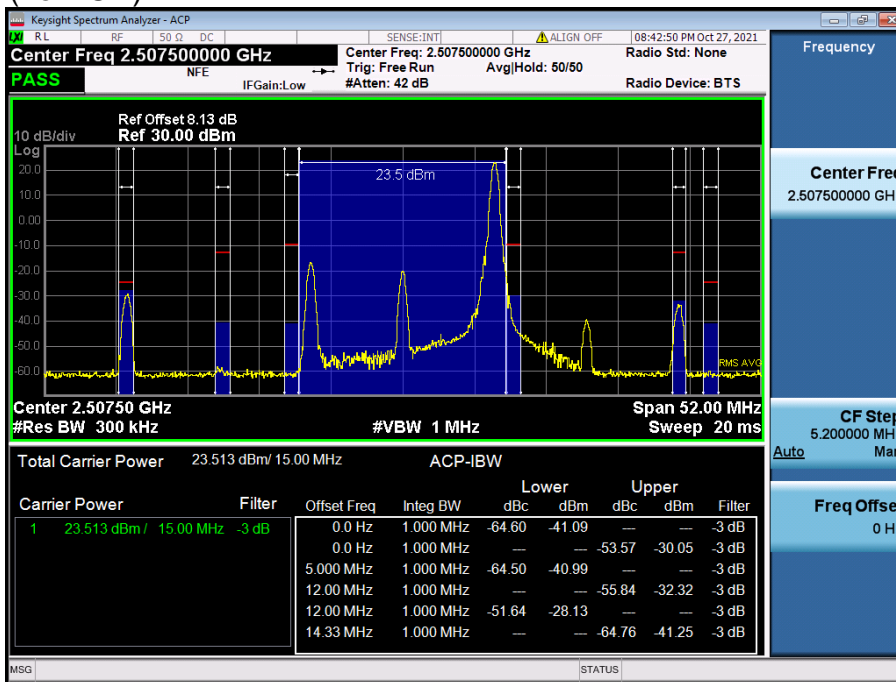 Keysight Spectrum Analyzer - ACP
LXI RL RF 50 Ω DC SENSE:INT ALIGN OFF 08:42:50 PM Oct 27, 2021
Center Freq 2.507500000 GHz
Center Freq: 2.507500000 GHz Radio Std: None
NFE Trig: Free Run Avg|Hold: 50/50
PASS IFGain:Low #Atten: 42 dB Radio Device: BTS
Ref Offset 8.13 dB
10 dB/div Ref 30.00 dBm
Log
20.0
10.0
0.00
-10.0
-20.0
-30.0
-40.0
-50.0
-60.0
23.5 dBm
RMS AVG
Center 2.50750 GHz Span 52.00 MHz
#Res BW 300 kHz #VBW 1 MHz Sweep 20 ms
Total Carrier Power 23.513 dBm/ 15.00 MHz ACP-IBW
Lower Upper
Carrier Power Filter Offset Freq Integ BW dBc dBm dBc dBm Filter
1 23.513 dBm / 15.00 MHz -3 dB 0.0 Hz 1.000 MHz -64.60 -41.09 --- --- -3 dB
0.0 Hz 1.000 MHz --- --- -53.57 -30.05 -3 dB
5.000 MHz 1.000 MHz -64.50 -40.99 --- --- -3 dB
12.00 MHz 1.000 MHz --- --- -55.84 -32.32 -3 dB
12.00 MHz 1.000 MHz -51.64 -28.13 --- --- -3 dB
14.33 MHz 1.000 MHz --- --- -64.76 -41.25 -3 dB
MSG STATUS
Frequency
Center Freq
2.507500000 GH
CF Step
5.200000 MH
Auto Man
Freq Offse
0 H